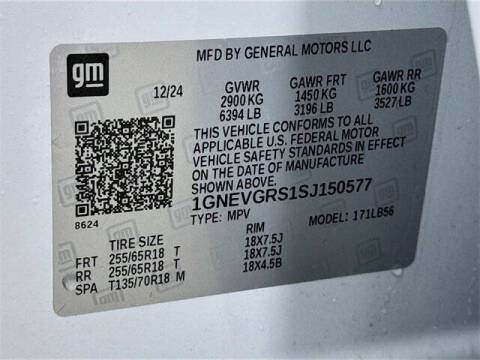 gm
MFD BY GENERAL MOTORS LLC
12/24 GVWR GAWR FRT GAWR RR
2900 KG 1450 KG 1600 KG
6394 LB 3196 LB 3527 LB
THIS VEHICLE CONFORMS TO ALL
APPLICABLE U.S. FEDERAL MOTOR
VEHICLE SAFETY STANDARDS IN EFFECT
ON THE DATE OF MANUFACTURE
SHOWN ABOVE.
1GNEVGRS1SJ150577
8624 TYPE: MPV MODEL: 171LB56
TIRE SIZE RIM
FRT 255/65R18 T 18X7.5J
RR 255/65R18 T 18X7.5J
SPA T135/70R18 M 18X4.5B